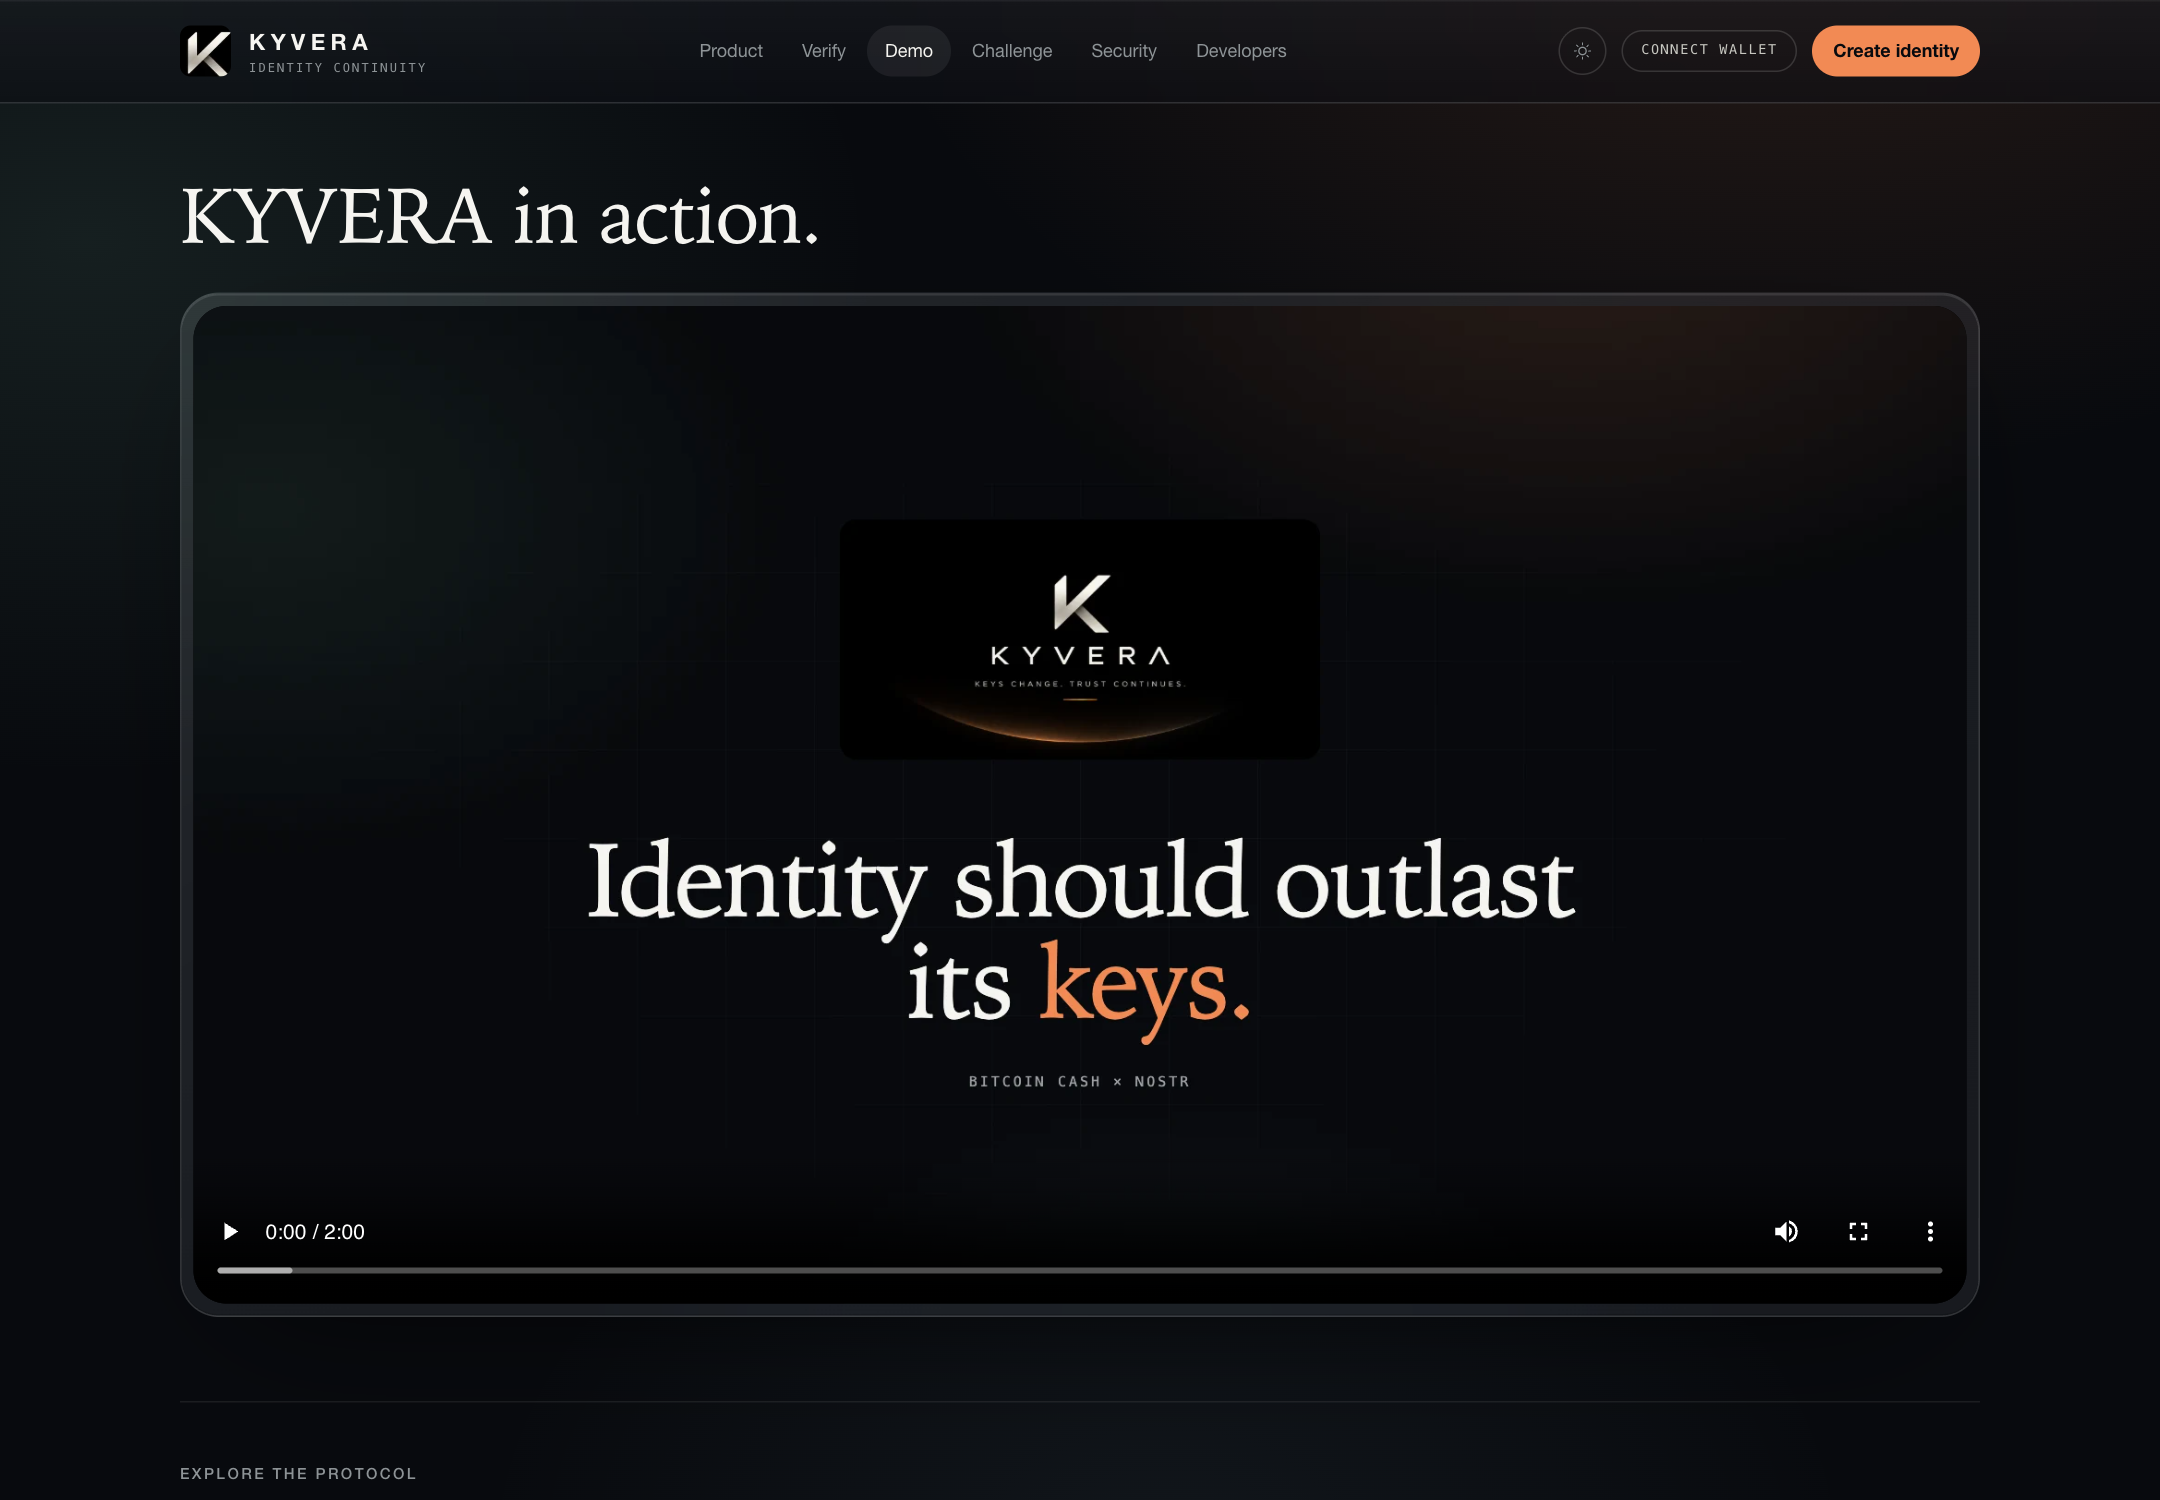 KYVERA
IDENTITY CONTINUITY
Product
Verify
Demo
Challenge
Security
Developers
CONNECT WALLET
Create identity
KYVERA in action.
K
KYVERA
KEYS CHANGE. TRUST CONTINUES.
Identity should outlast
its keys.
BITCOIN CASH × NOSTR
0:00 / 2:00
EXPLORE THE PROTOCOL